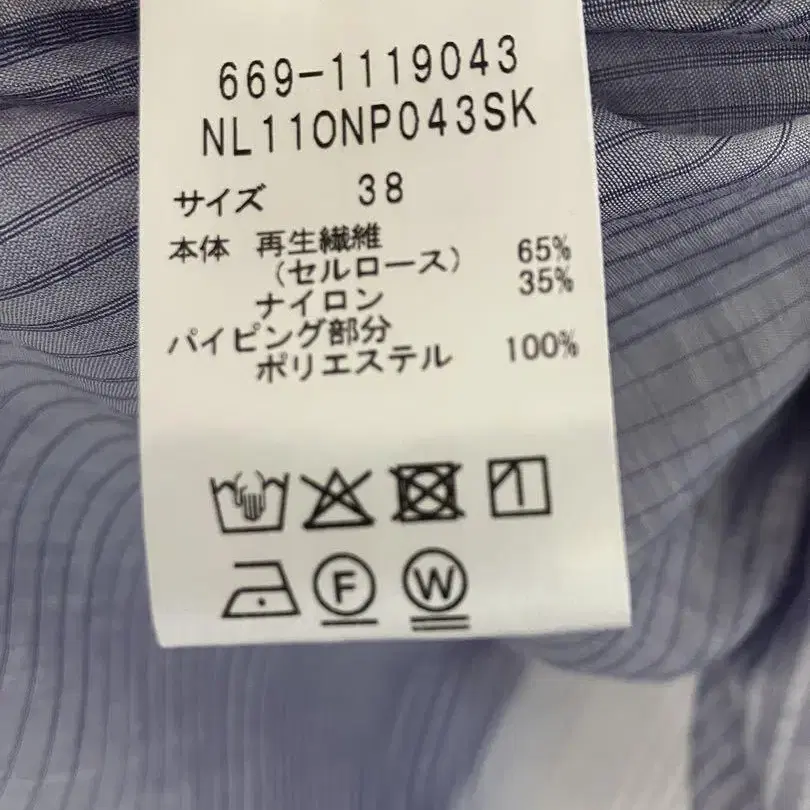 669-1119043
NL110NP043SK
サイズ 38
本体 再生繊維
(セルロース) 65%
ナイロン 35%
パイピング部分
ポリエステル 100%
F W